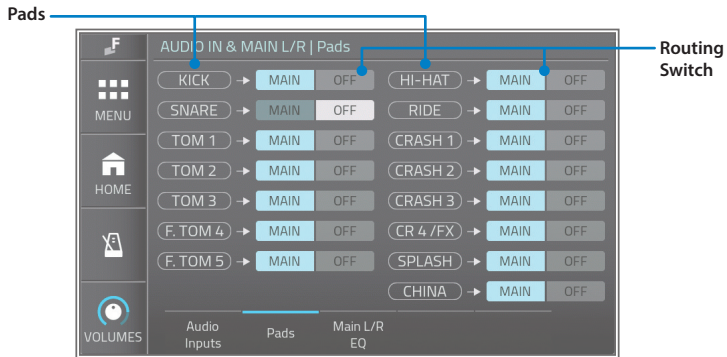 Pads
F
AUDIO IN & MAIN L/R | Pads
Routing
Switch
MENU
HOME
VOLUMES
KICK → MAIN OFF
HI-HAT → MAIN OFF
SNARE → MAIN OFF
RIDE → MAIN OFF
TOM 1 → MAIN OFF
CRASH 1 → MAIN OFF
TOM 2 → MAIN OFF
CRASH 2 → MAIN OFF
TOM 3 → MAIN OFF
CRASH 3 → MAIN OFF
F. TOM 4 → MAIN OFF
CR 4 /FX → MAIN OFF
F. TOM 5 → MAIN OFF
SPLASH → MAIN OFF
CHINA → MAIN OFF
Audio
Inputs
Pads
Main L/R
EQ